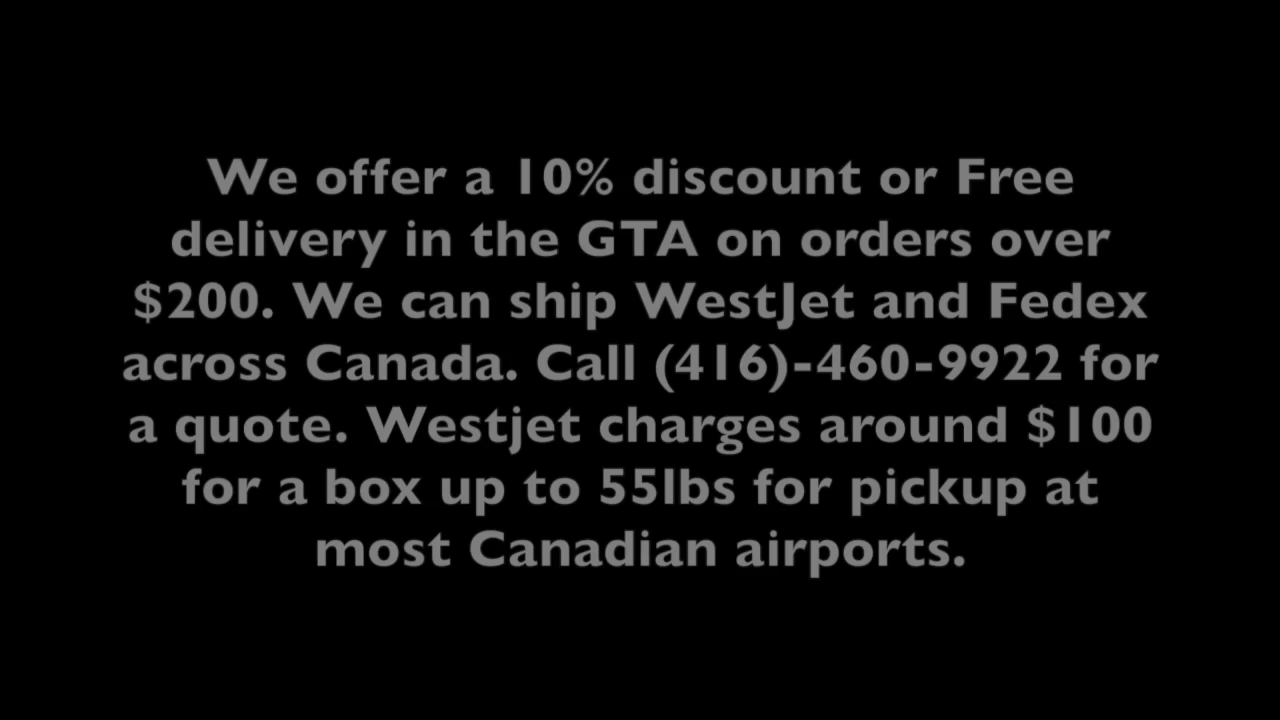 We offer a 10% discount or Free
delivery in the GTA on orders over
$200. We can ship WestJet and Fedex
across Canada. Call (416)-460-9922 for
a quote. Westjet charges around $100
for a box up to 55lbs for pickup at
most Canadian airports.